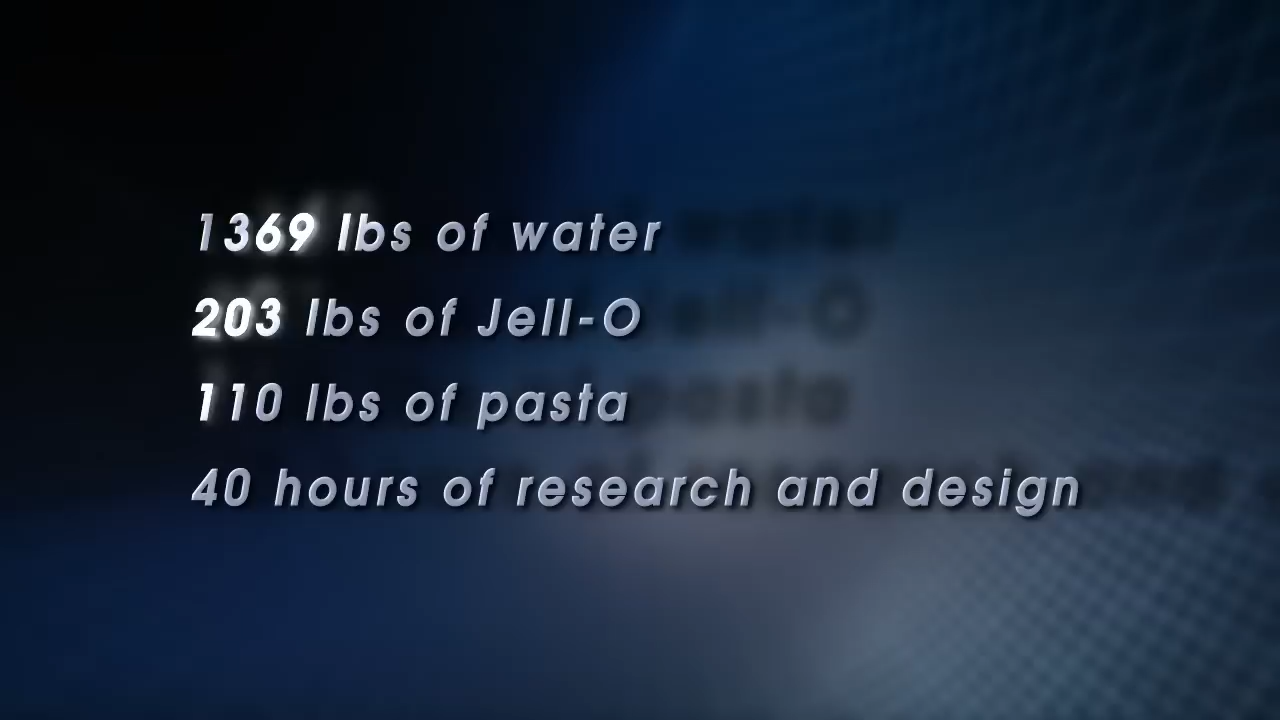 1369 lbs of water
203 lbs of Jell-O
110 lbs of pasta
40 hours of research and design